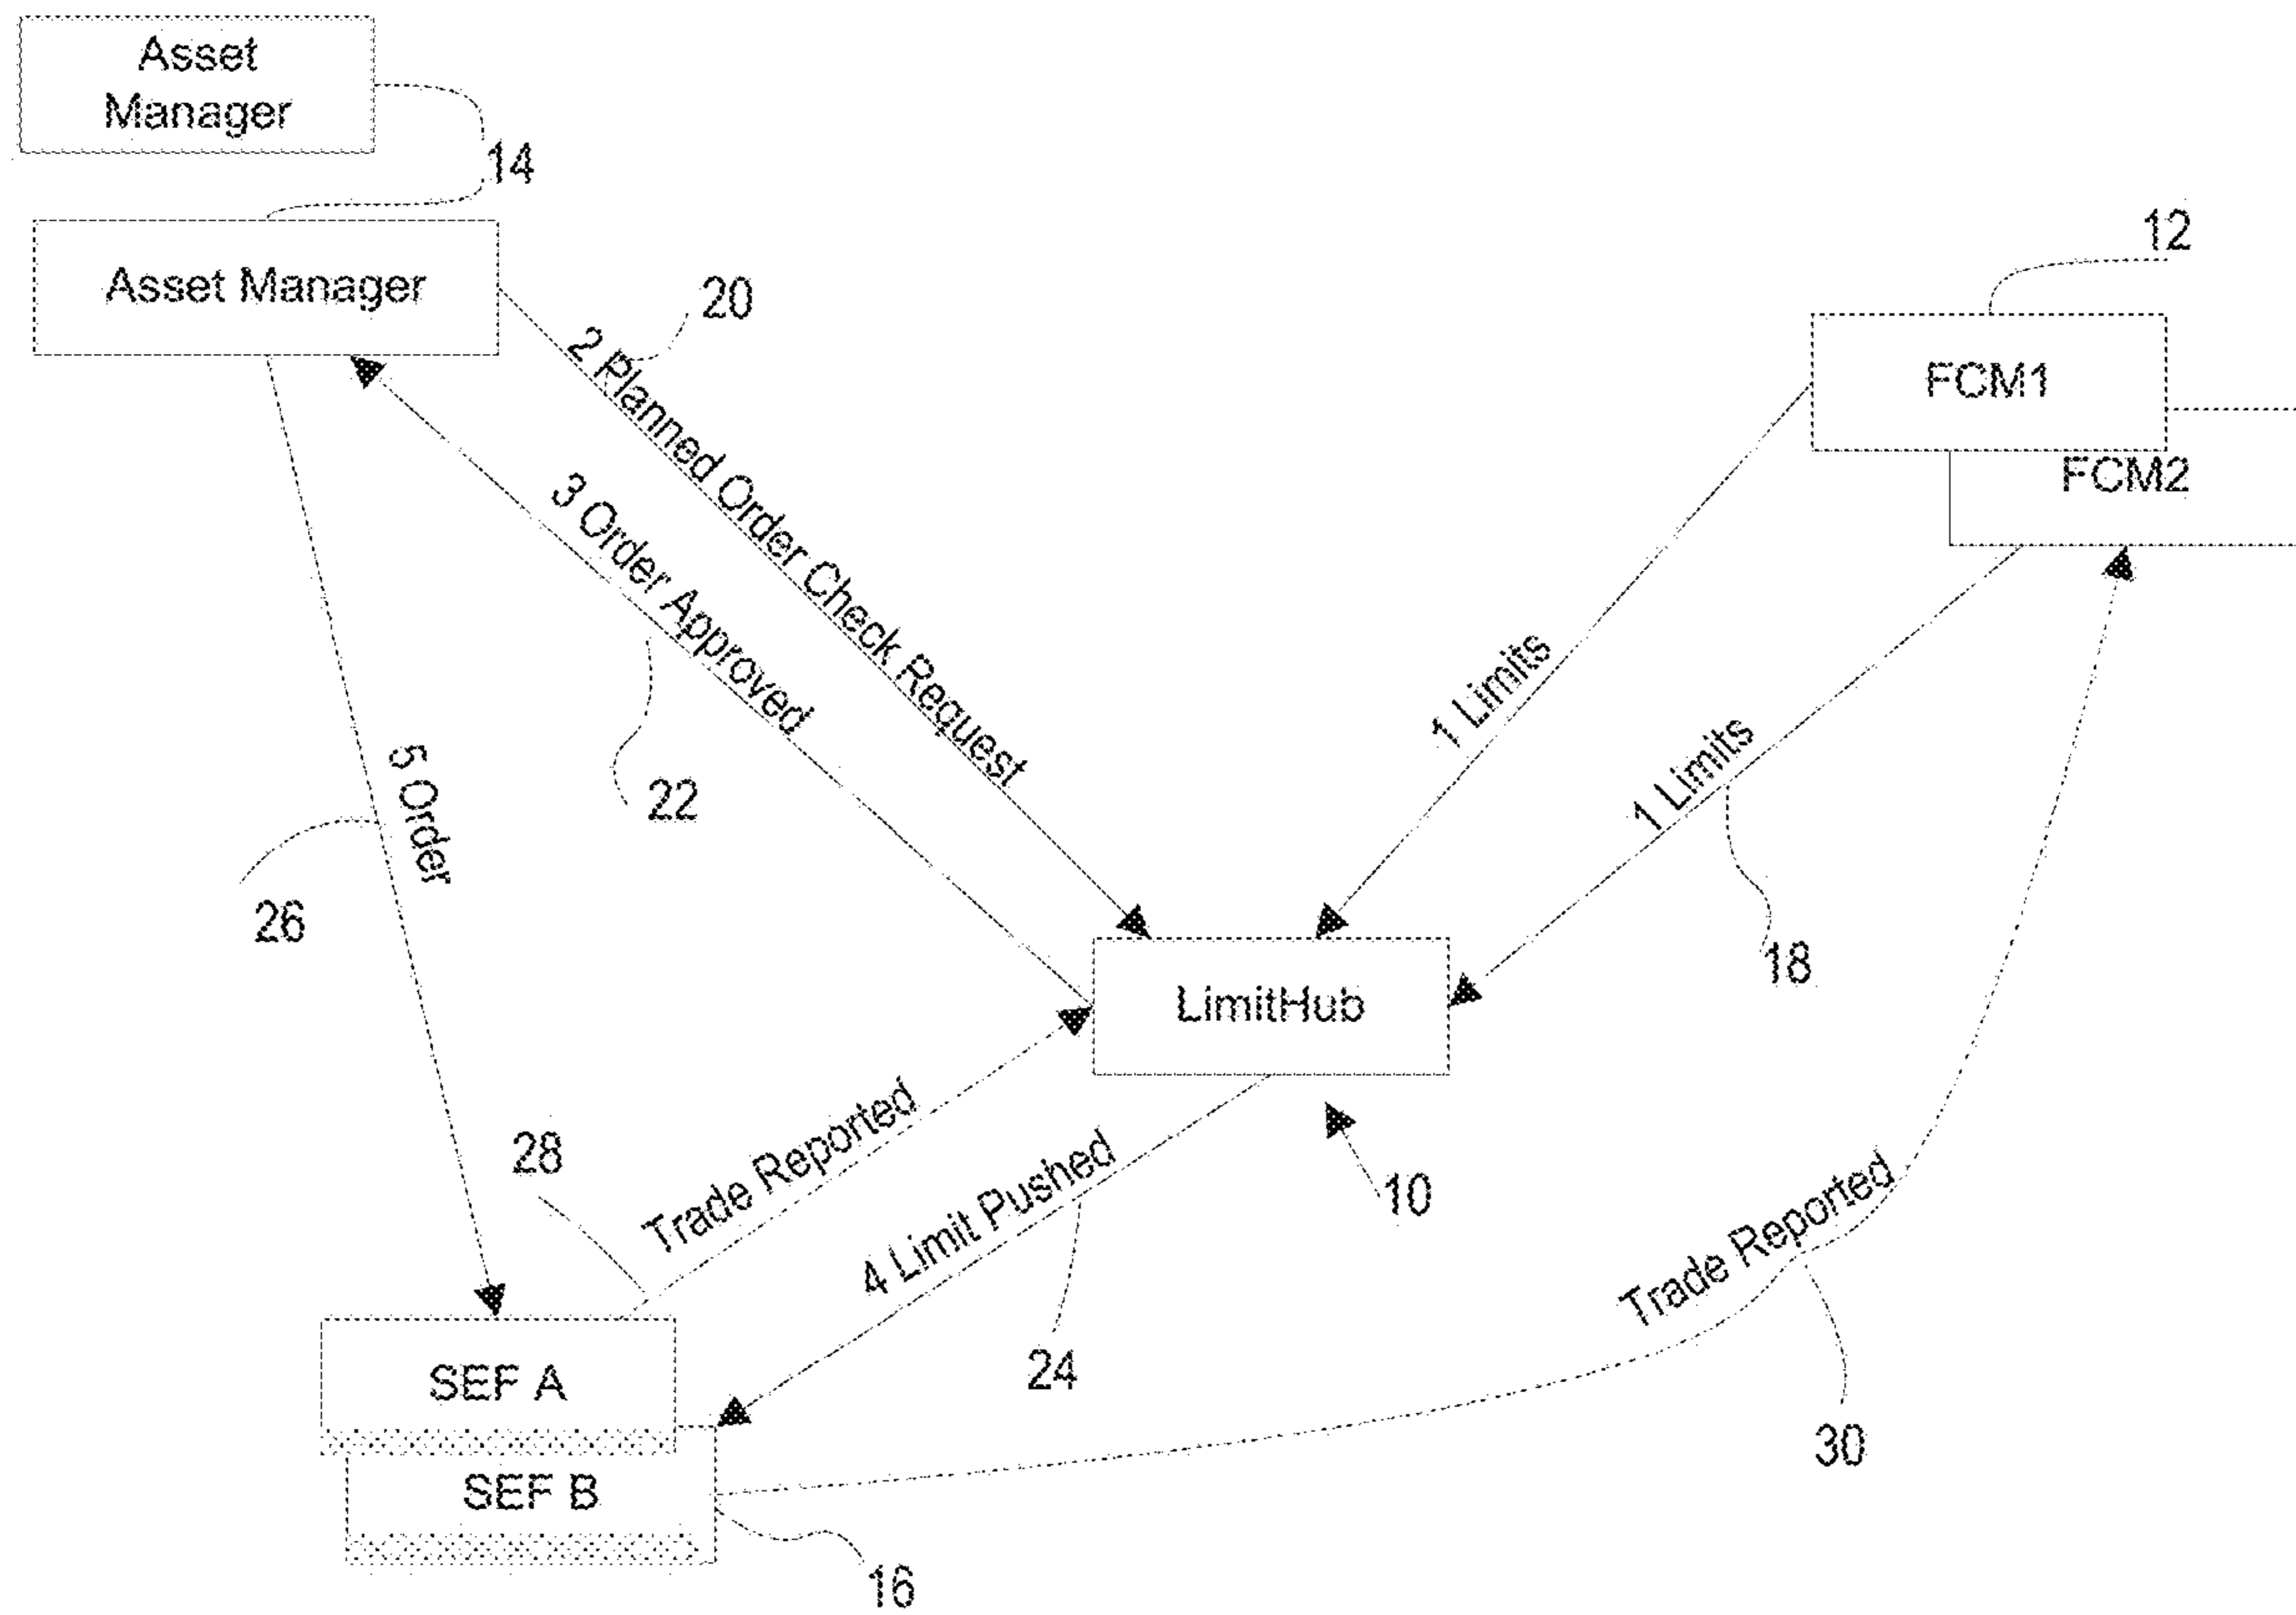 Asset
Manager
14
Asset Manager
12
20
FCM1
FCM2
2 Planned Order Check Request
3 Order Approved
22
1 Limits
1 Limits
18
5 Order
26
LimitHub
10
28
Trade Reported
4 Limit Pushed
24
Trade Reported
30
SEF A
SEF B
16